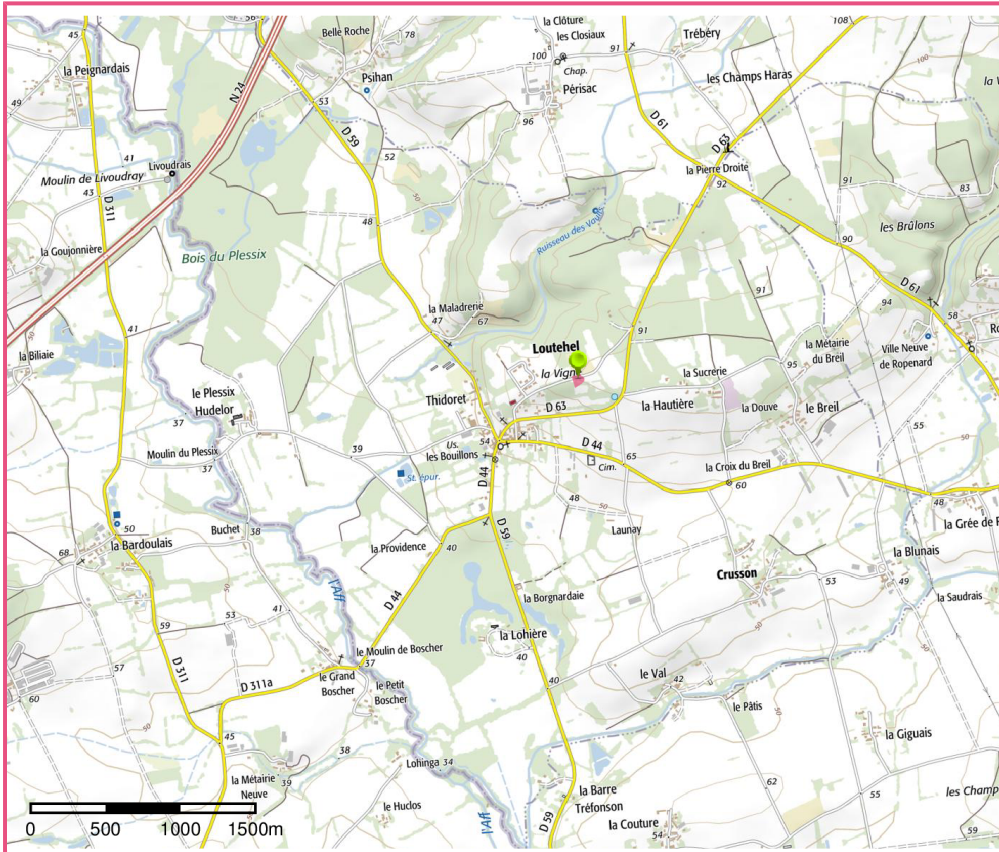 45
56
la Peignardais
49
N 24
Belle Roche
78
Psihan
53
52
D 59
la Clôture
les Closiaux
100
Chap.
Périsac
96
91
Trébéry
108
les Champs Haras
100
D 61
D 63
la Pierre Droite
92
41
Livoudrais
Moulin de Livoudray
43
D 311
la Goujonnière
Bois du Plessix
48
Ruisseau des Vaux
83
les Brûlons
90
91
D 61
94
58
50
41
la Biliaie
la Maladrerie
47
67
Loutehel
la Vigne
91
la Métairie
du Breil
Ville Neuve
de Ropenard
le Plessix
Hudelor
Thidoret
D 63
la Sucrerie
95
la Hautière
la Douve
le Breil
Moulin du Plessix
37
39
Us.
les Bouillons
54
D 44
Cim.
65
55
la Croix du Breil
60
St. épur.
D 44
48
48
50
50
la Bardoulais
68
Buchet
38
la Providence
40
D 59
Launay
la Grée de
la Blunais
Crusson
53
49
la Saudrais
l'Aff
la Borgnardaie
53
41
D 44
50
59
la Lohière
40
le Moulin de Boscher
37
57
60
D 311
D 311a
le Grand
Boscher
le Petit
Boscher
40
le Val
42
le Pâtis
50
45
50
la Giguais
38
Lohinga
34
la Métairie
Neuve
39
62
le Huclos
la Barre
Tréfonson
55
les Champ
l'Aff
D 59
la Couture
54
0
500
1000
1500m